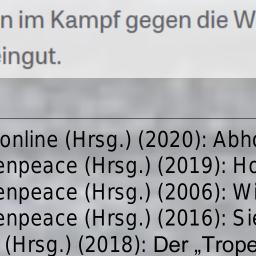 n im Kampf gegen die W
eingut.
online (Hrsg.) (2020): Abho
enpeace (Hrsg.) (2019): Ho
enpeace (Hrsg.) (2006): Wi
enpeace (Hrsg.) (2016): Sie
(Hrsg.) (2018): Der „Trope